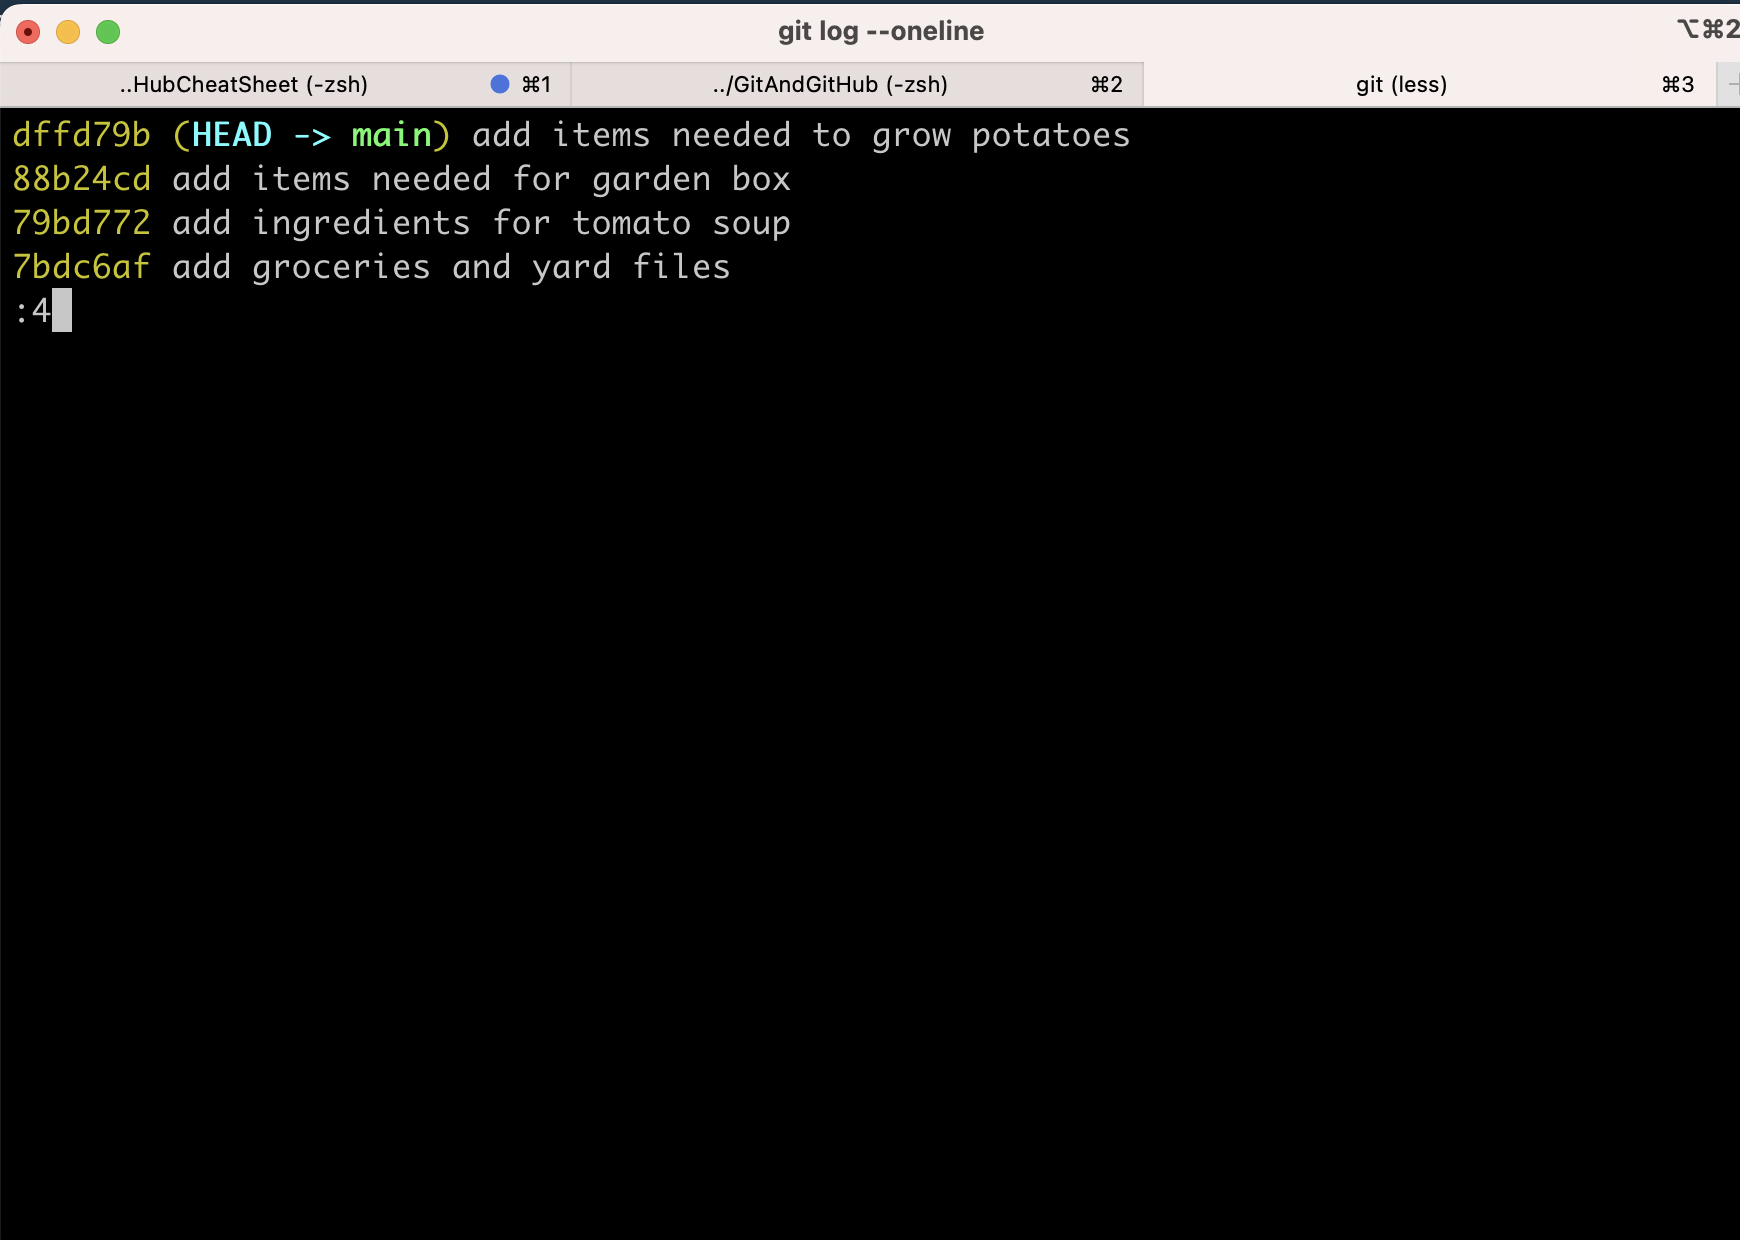 git log --oneline
⌥⌘2
..HubCheatSheet (-zsh) ⌘1
../GitAndGitHub (-zsh) ⌘2
git (less) ⌘3
dffd79b (HEAD -> main) add items needed to grow potatoes
88b24cd add items needed for garden box
79bd772 add ingredients for tomato soup
7bdc6af add groceries and yard files
:4